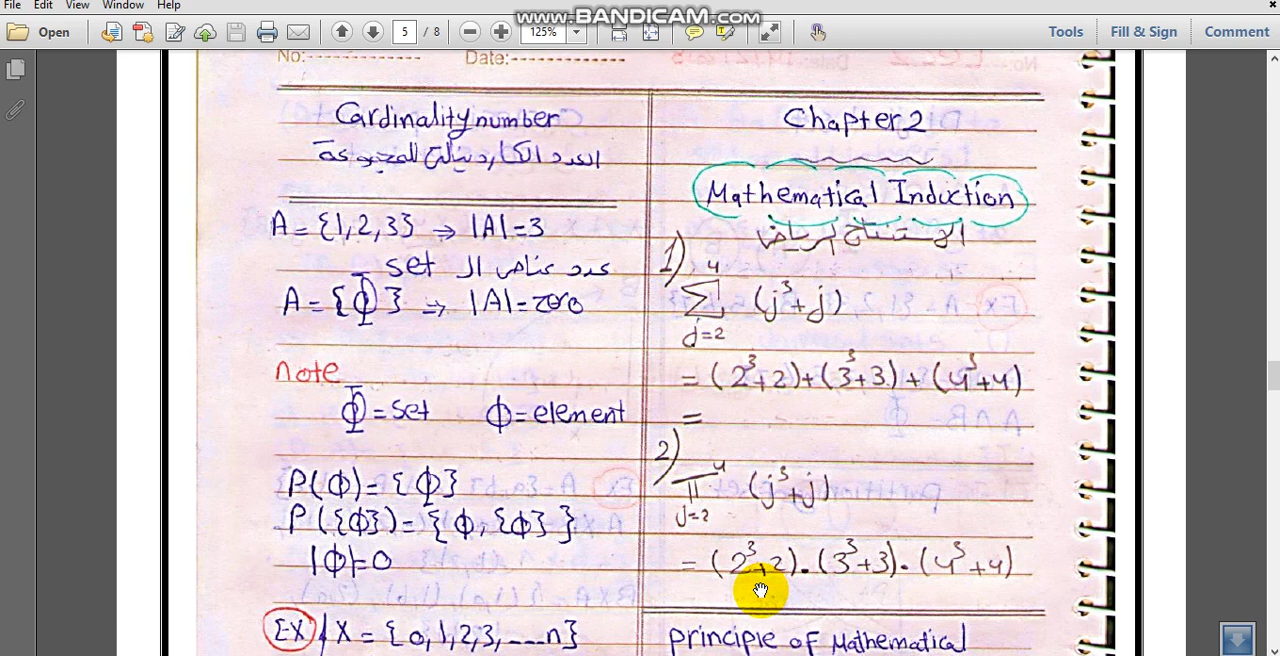 File Edit View Window Help
www.BANDICAM.com
Open
5 / 8
125%
Tools
Fill & Sign
Comment
No:------------- Date:-------------
Cardinality number
العدد الكاردينالي للمجموعة
A = {1,2,3} → |A|=3
عدد عناصر الـ set
A = {Φ} → |A|=zero
note
Φ = set ϕ = element
P(ϕ) = {ϕ}
P({ϕ}) = {ϕ, {ϕ}}
|ϕ|=0
EX X = {0,1,2,3,....n}
Chapter 2
Mathematical Induction
الاستنتاج الرياضي
1) 4
∑ (j³+j)
j=2
= (2³+2)+(3³+3)+(4³+4)
=
2) 4
π (j³+j)
j=2
= (2³+2).(3³+3).(4³+4)
principle of Mathematical